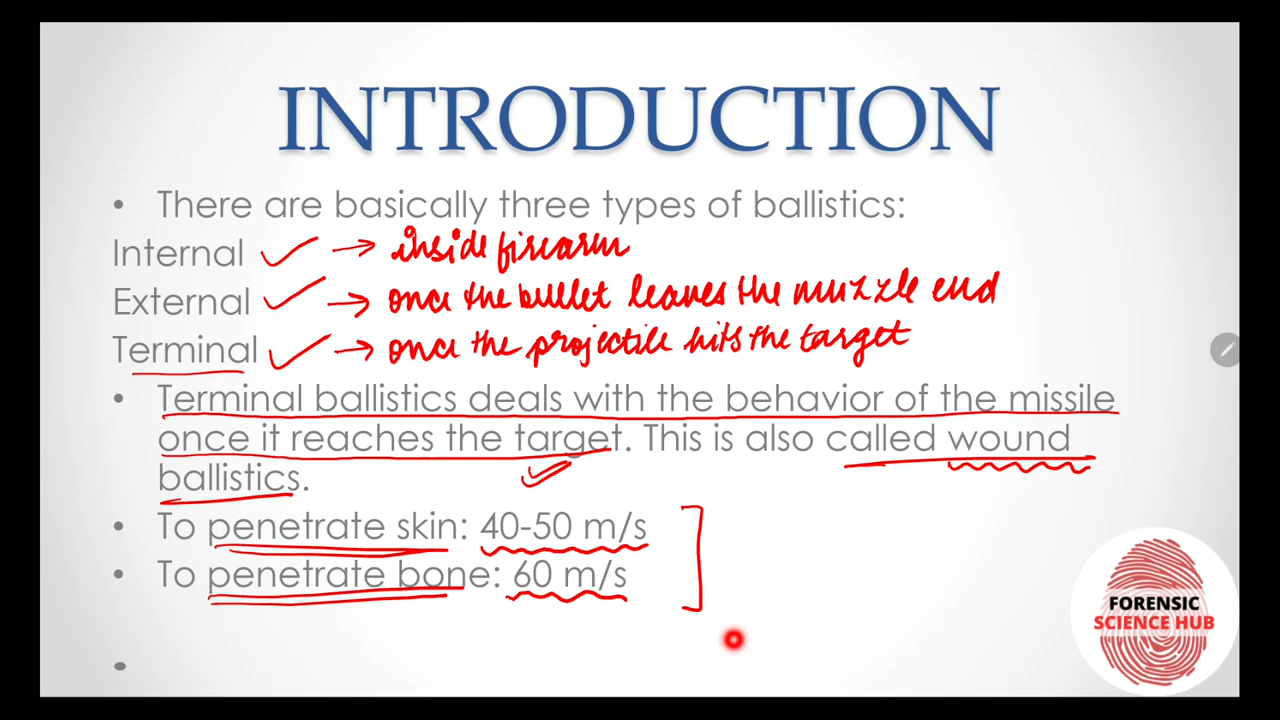 INTRODUCTION
• There are basically three types of ballistics:
Internal → inside firearm
External → once the bullet leaves the muzzle end
Terminal → once the projectile hits the target
• Terminal ballistics deals with the behavior of the missile
once it reaches the target. This is also called wound
ballistics.
• To penetrate skin: 40-50 m/s
• To penetrate bone: 60 m/s
•
FORENSIC
SCIENCE HUB